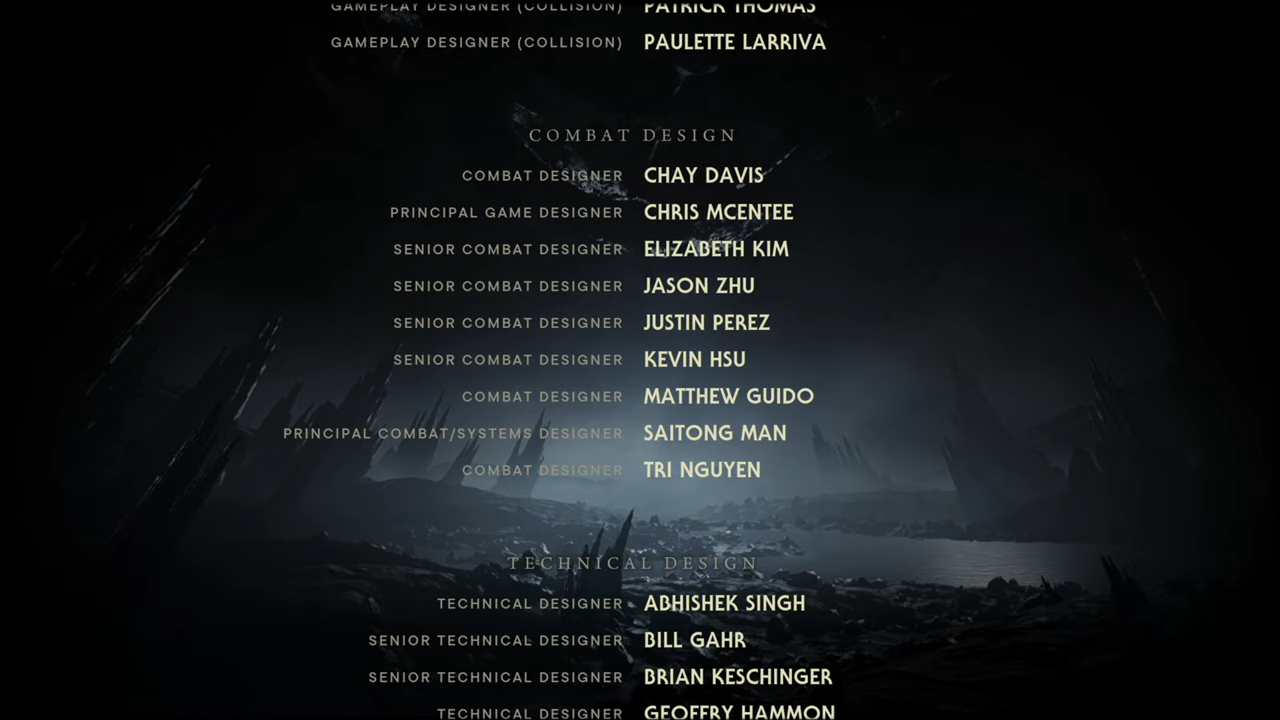 GAMEPLAY DESIGNER (COLLISION) PATRICK THOMAS
GAMEPLAY DESIGNER (COLLISION) PAULETTE LARRIVA
COMBAT DESIGN
COMBAT DESIGNER CHAY DAVIS
PRINCIPAL GAME DESIGNER CHRIS MCENTEE
SENIOR COMBAT DESIGNER ELIZABETH KIM
SENIOR COMBAT DESIGNER JASON ZHU
SENIOR COMBAT DESIGNER JUSTIN PEREZ
SENIOR COMBAT DESIGNER KEVIN HSU
COMBAT DESIGNER MATTHEW GUIDO
PRINCIPAL COMBAT/SYSTEMS DESIGNER SAITONG MAN
COMBAT DESIGNER TRI NGUYEN
TECHNICAL DESIGN
TECHNICAL DESIGNER ABHISHEK SINGH
SENIOR TECHNICAL DESIGNER BILL GAHR
SENIOR TECHNICAL DESIGNER BRIAN KESCHINGER
TECHNICAL DESIGNER GEOFFRY HAMMON